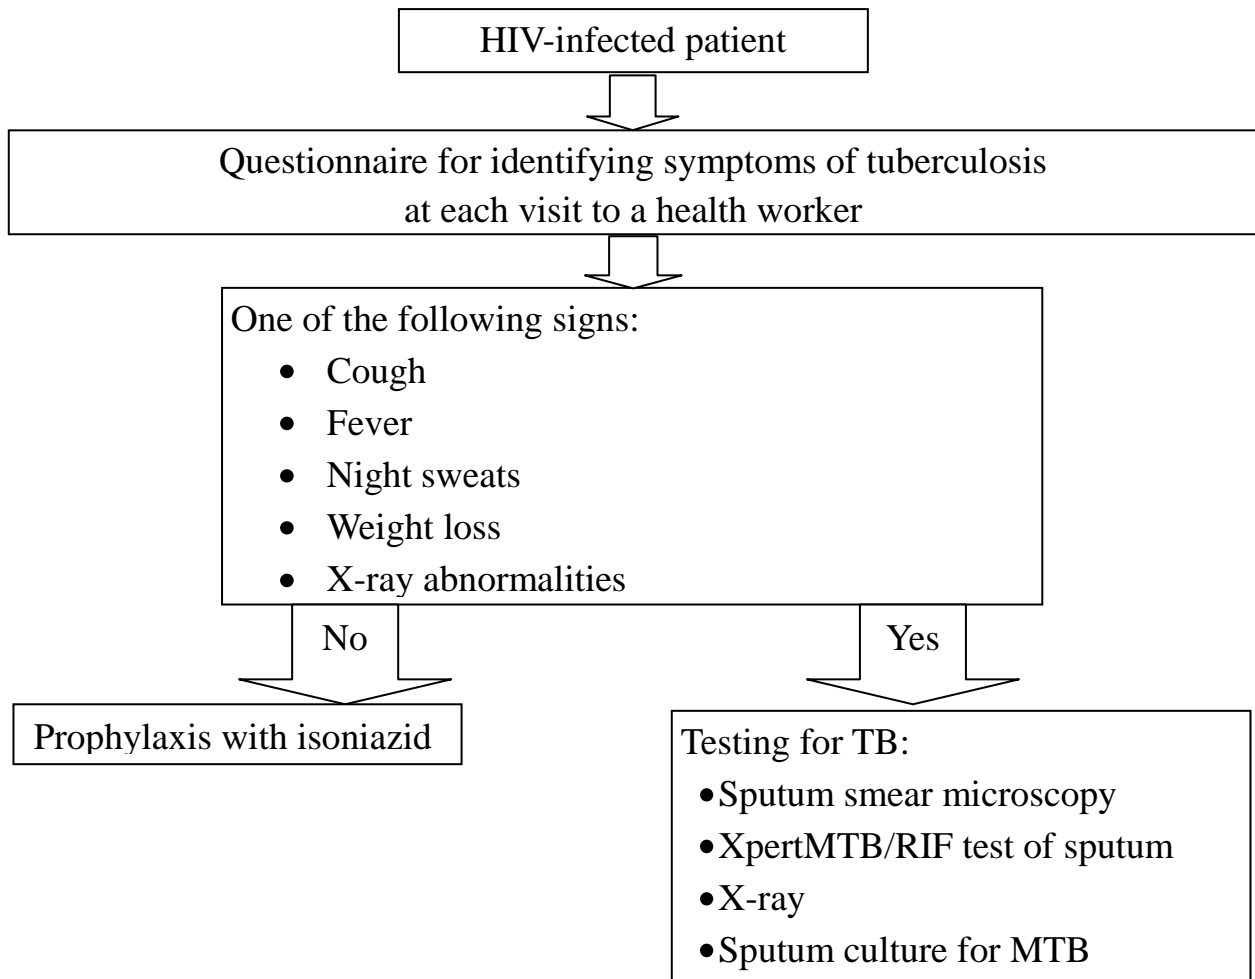 HIV-infected patient
Questionnaire for identifying symptoms of tuberculosis
at each visit to a health worker
One of the following signs:
• Cough
• Fever
• Night sweats
• Weight loss
• X-ray abnormalities
No
Yes
Prophylaxis with isoniazid
Testing for TB:
•Sputum smear microscopy
•XpertMTB/RIF test of sputum
•X-ray
•Sputum culture for MTB